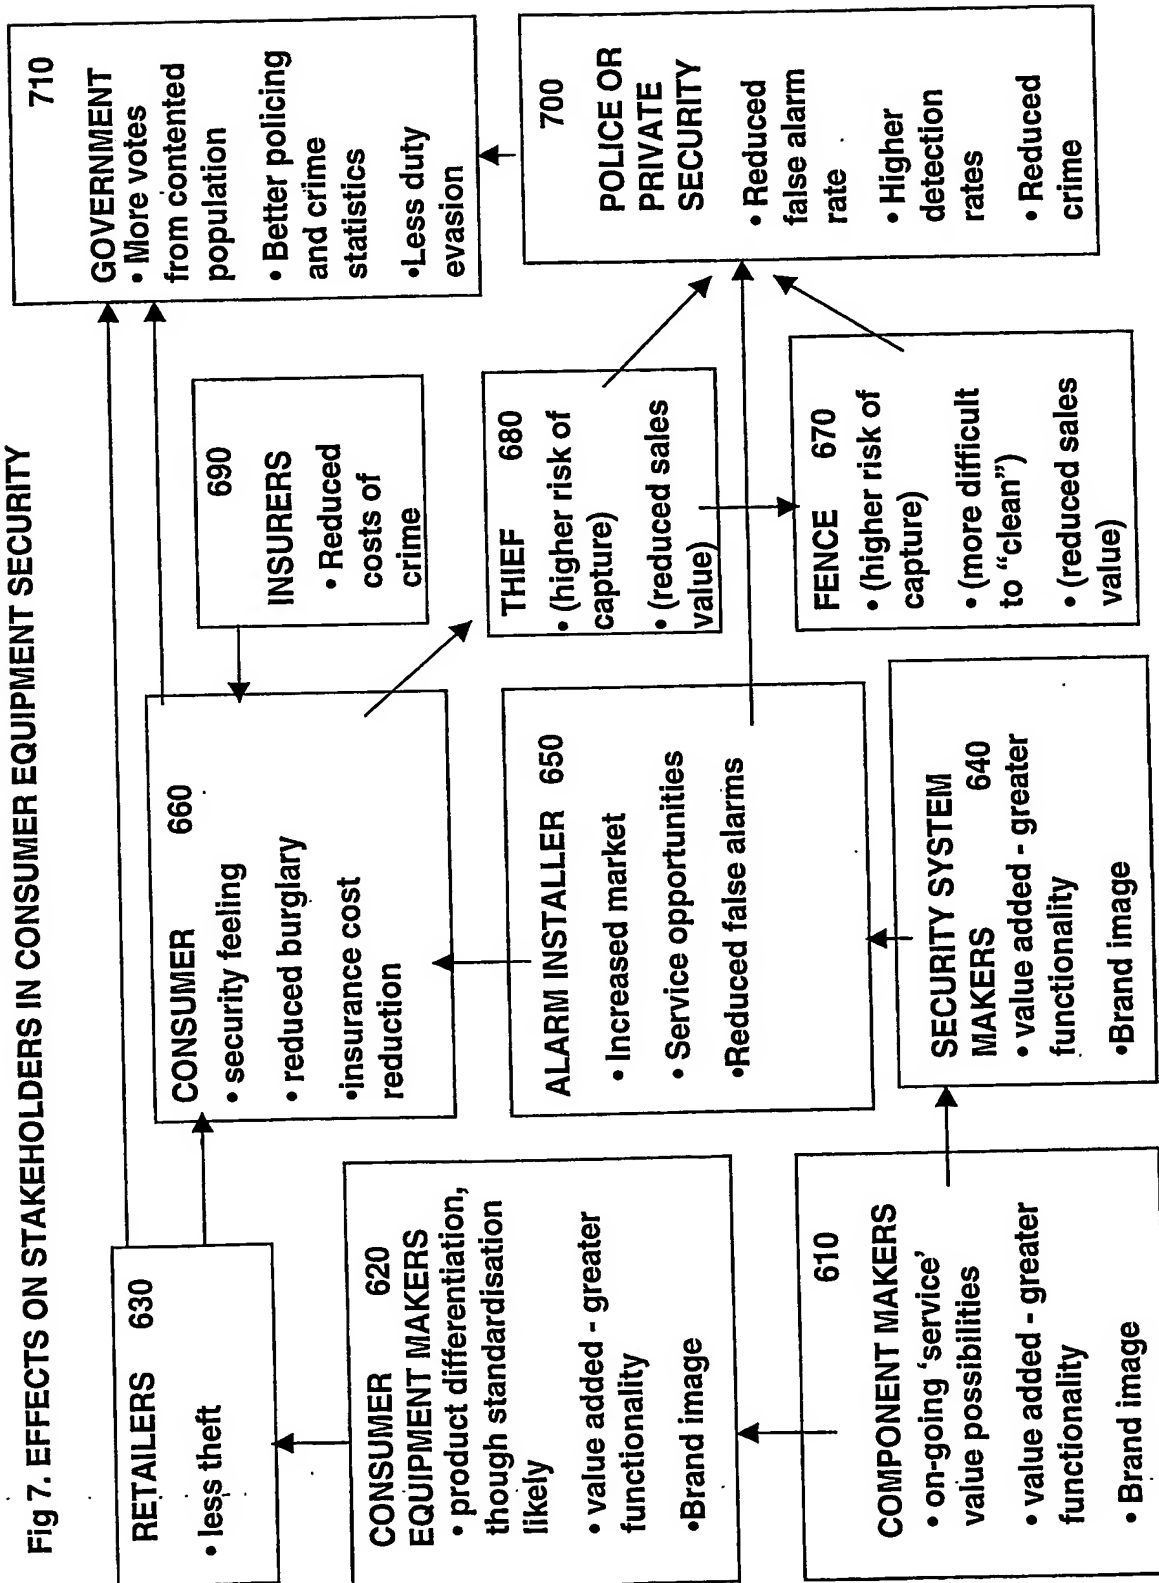 Fig 7. EFFECTS ON STAKEHOLDERS IN CONSUMER EQUIPMENT SECURITY
RETAILERS 630
• less theft
CONSUMER 620
EQUIPMENT MAKERS
• product differentiation,
though standardisation
likely
• value added - greater
functionality
•Brand image
610
COMPONENT MAKERS
• on-going ‘service’
value possibilities
• value added - greater
functionality
• Brand image
CONSUMER 660
• security feeling
• reduced burglary
•insurance cost
reduction
ALARM INSTALLER 650
• Increased market
• Service opportunities
•Reduced false alarms
SECURITY SYSTEM
MAKERS 640
• value added - greater
functionality
•Brand image
690
INSURERS
• Reduced
costs of
crime
THIEF 680
• (higher risk of
capture)
• (reduced sales
value)
FENCE 670
• (higher risk of
capture)
• (more difficult
to “clean”)
• (reduced sales
value)
710
GOVERNMENT
• More votes
from contented
population
• Better policing
and crime
statistics
•Less duty
evasion
700
POLICE OR
PRIVATE
SECURITY
• Reduced
false alarm
rate
• Higher
detection
rates
• Reduced
crime